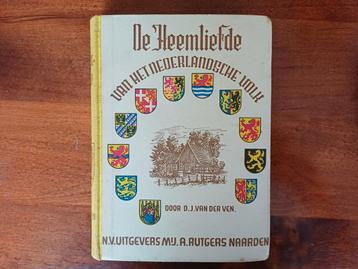 De Heemliefde
VAN HET NEDERLANDSCHE VOLK
DOOR D.J. VAN DER VEN.
N.V. UITGEVERS MIJ. A. RUTGERS NAARDEN